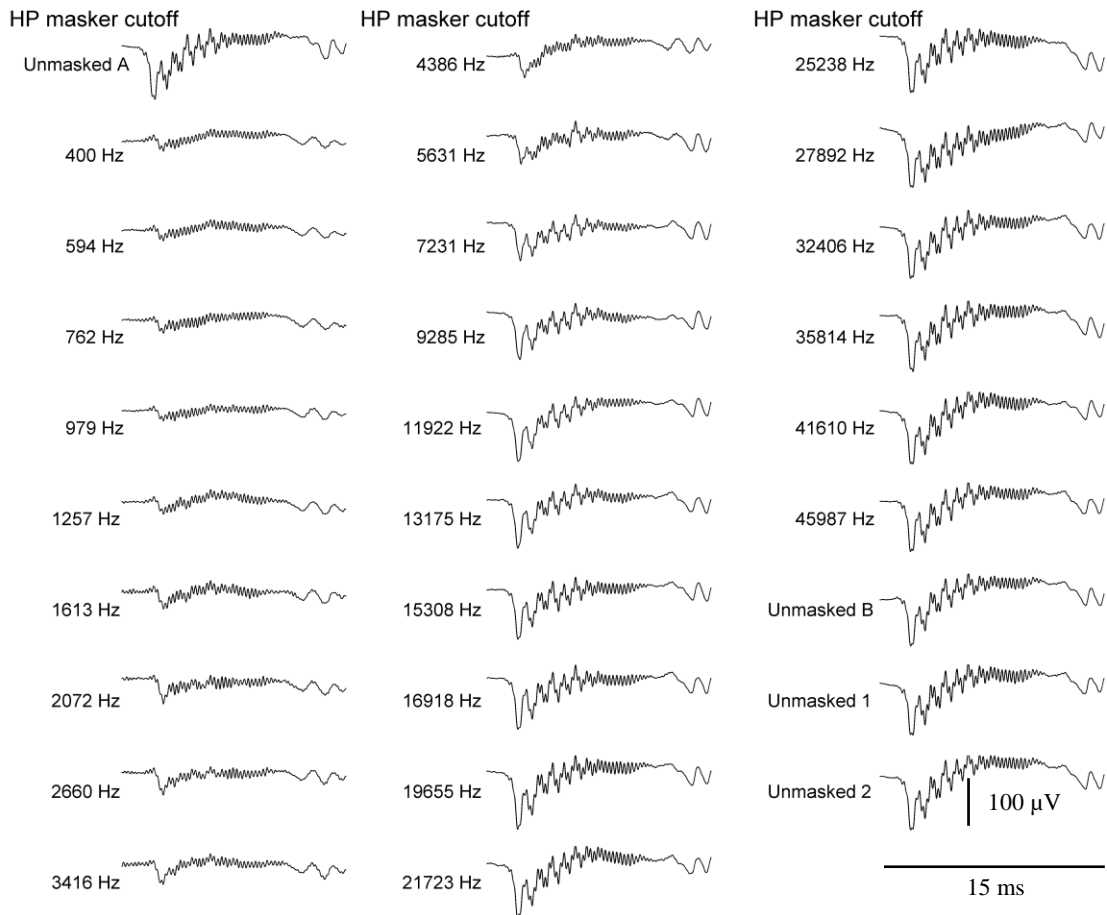 HP masker cutoff
Unmasked A
400 Hz
594 Hz
762 Hz
979 Hz
1257 Hz
1613 Hz
2072 Hz
2660 Hz
3416 Hz
HP masker cutoff
4386 Hz
5631 Hz
7231 Hz
9285 Hz
11922 Hz
13175 Hz
15308 Hz
16918 Hz
19655 Hz
21723 Hz
HP masker cutoff
25238 Hz
27892 Hz
32406 Hz
35814 Hz
41610 Hz
45987 Hz
Unmasked B
Unmasked 1
Unmasked 2
100 μV
15 ms